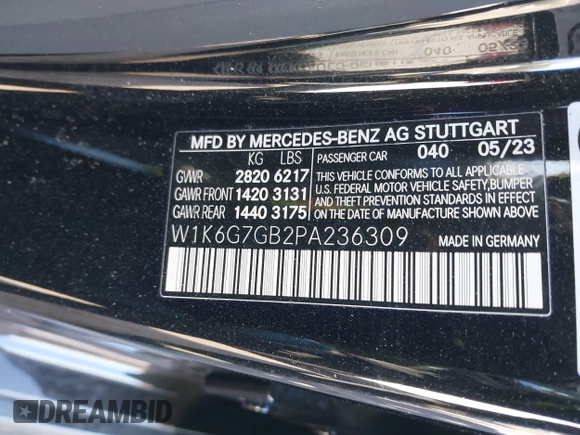 MFD BY MERCEDES-BENZ AG STUTTGART
KG LBS PASSENGER CAR 040 05/23
GVWR 2820 6217
GAWR FRONT 1420 3131
GAWR REAR 1440 3175
THIS VEHICLE CONFORMS TO ALL APPLICABLE
U.S. FEDERAL MOTOR VEHICLE SAFETY, BUMPER
AND THEFT PREVENTION STANDARDS IN EFFECT
ON THE DATE OF MANUFACTURE SHOWN ABOVE.
W1K6G7GB2PA236309 MADE IN GERMANY
DREAMBID